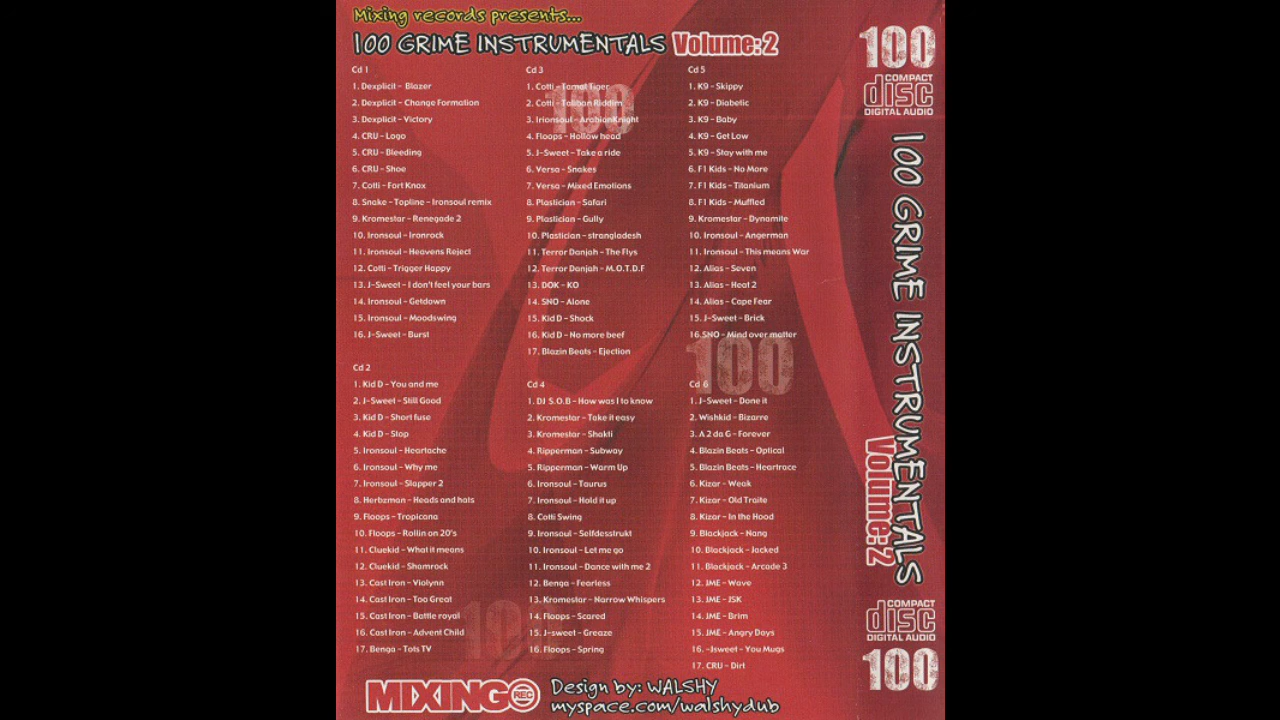 Mixing records presents...
100 GRIME INSTRUMENTALS Volume:2
Cd 1
1. Dexplicit - Blazer
2. Dexplicit - Change Formation
3. Dexplicit - Victory
4. CRU - Logo
5. CRU - Bleeding
6. CRU - Shoe
7. Cotti - Fort Knox
8. Snake - Topline - Ironsoul remix
9. Kromestar - Renegade 2
10. Ironsoul - Ironrock
11. Ironsoul - Heavens Reject
12. Cotti - Trigger Happy
13. J-Sweet - I don't feel your bars
14. Ironsoul - Getdown
15. Ironsoul - Moodswing
16. J-Sweet - Burst
Cd 2
1. Kid D - You and me
2. J-Sweet - Still Good
3. Kid D - Short fuse
4. Kid D - Stop
5. Ironsoul - Heartache
6. Ironsoul - Why me
7. Ironsoul - Slapper 2
8. Herbzman - Heads and hats
9. Floops - Tropicana
10. Floops - Rollin on 20's
11. Cluekid - What it means
12. Cluekid - Shamrock
13. Cast Iron - Violynn
14. Cast Iron - Too Great
15. Cast Iron - Battle royal
16. Cast Iron - Advent Child
17. Benga - Tots TV
Cd 3
1. Cotti - Tamal Tiger
2. Cotti - Taliban Riddim
3. Irionsoul - ArabianKnight
4. Floops - Hollow head
5. J-Sweet - Take a ride
6. Versa - Snakes
7. Versa - Mixed Emotions
8. Plastician - Safari
9. Plastician - Gully
10. Plastician - strangladesh
11. Terror Danjah - The Flys
12. Terror Danjah - M.O.T.D.F
13. DOK - KO
14. SNO - Alone
15. Kid D - Shock
16. Kid D - No more beef
17. Blazin Beats - Ejection
Cd 4
1. DJ S.O.B - How was I to know
2. Kromestar - Take it easy
3. Kromestar - Shakti
4. Ripperman - Subway
5. Ripperman - Warm Up
6. Ironsoul - Taurus
7. Ironsoul - Hold it up
8. Cotti Swing
9. Ironsoul - Selfdesstrukt
10. Ironsoul - Let me go
11. Ironsoul - Dance with me 2
12. Benga - Fearless
13. Kromestar - Narrow Whispers
14. Floops - Scared
15. J-sweet - Greaze
16. Floops - Spring
Cd 5
1. K9 - Skippy
2. K9 - Diabetic
3. K9 - Baby
4. K9 - Get Low
5. K9 - Stay with me
6. F1 Kids - No More
7. F1 Kids - Titanium
8. F1 Kids - Muffled
9. Kromestar - Dynamite
10. Ironsoul - Angerman
11. Ironsoul - This means War
12. Alias - Seven
13. Alias - Heat 2
14. Alias - Cape Fear
15. J-Sweet - Brick
16.SNO - Mind over matter
Cd 6
1. J-Sweet - Done it
2. Wishkid - Bizarre
3. A 2 da G - Forever
4. Blazin Beats - Optical
5. Blazin Beats - Heartrace
6. Kizar - Weak
7. Kizar - Old Traite
8. Kizar - In the Hood
9. Blackjack - Nang
10. Blackjack - Jacked
11. Blackjack - Arcade 3
12. JME - Wave
13. JME - JSK
14. JME - Brim
15. JME - Angry Days
16. -Jsweet - You Mugs
17. CRU - Dirt
100
100
100
MIXING REC
Design by: WALSHY
myspace.com/walshydub
100
COMPACT
disc
DIGITAL AUDIO
100 GRIME INSTRUMENTALS
Volume:2
COMPACT
disc
DIGITAL AUDIO
100